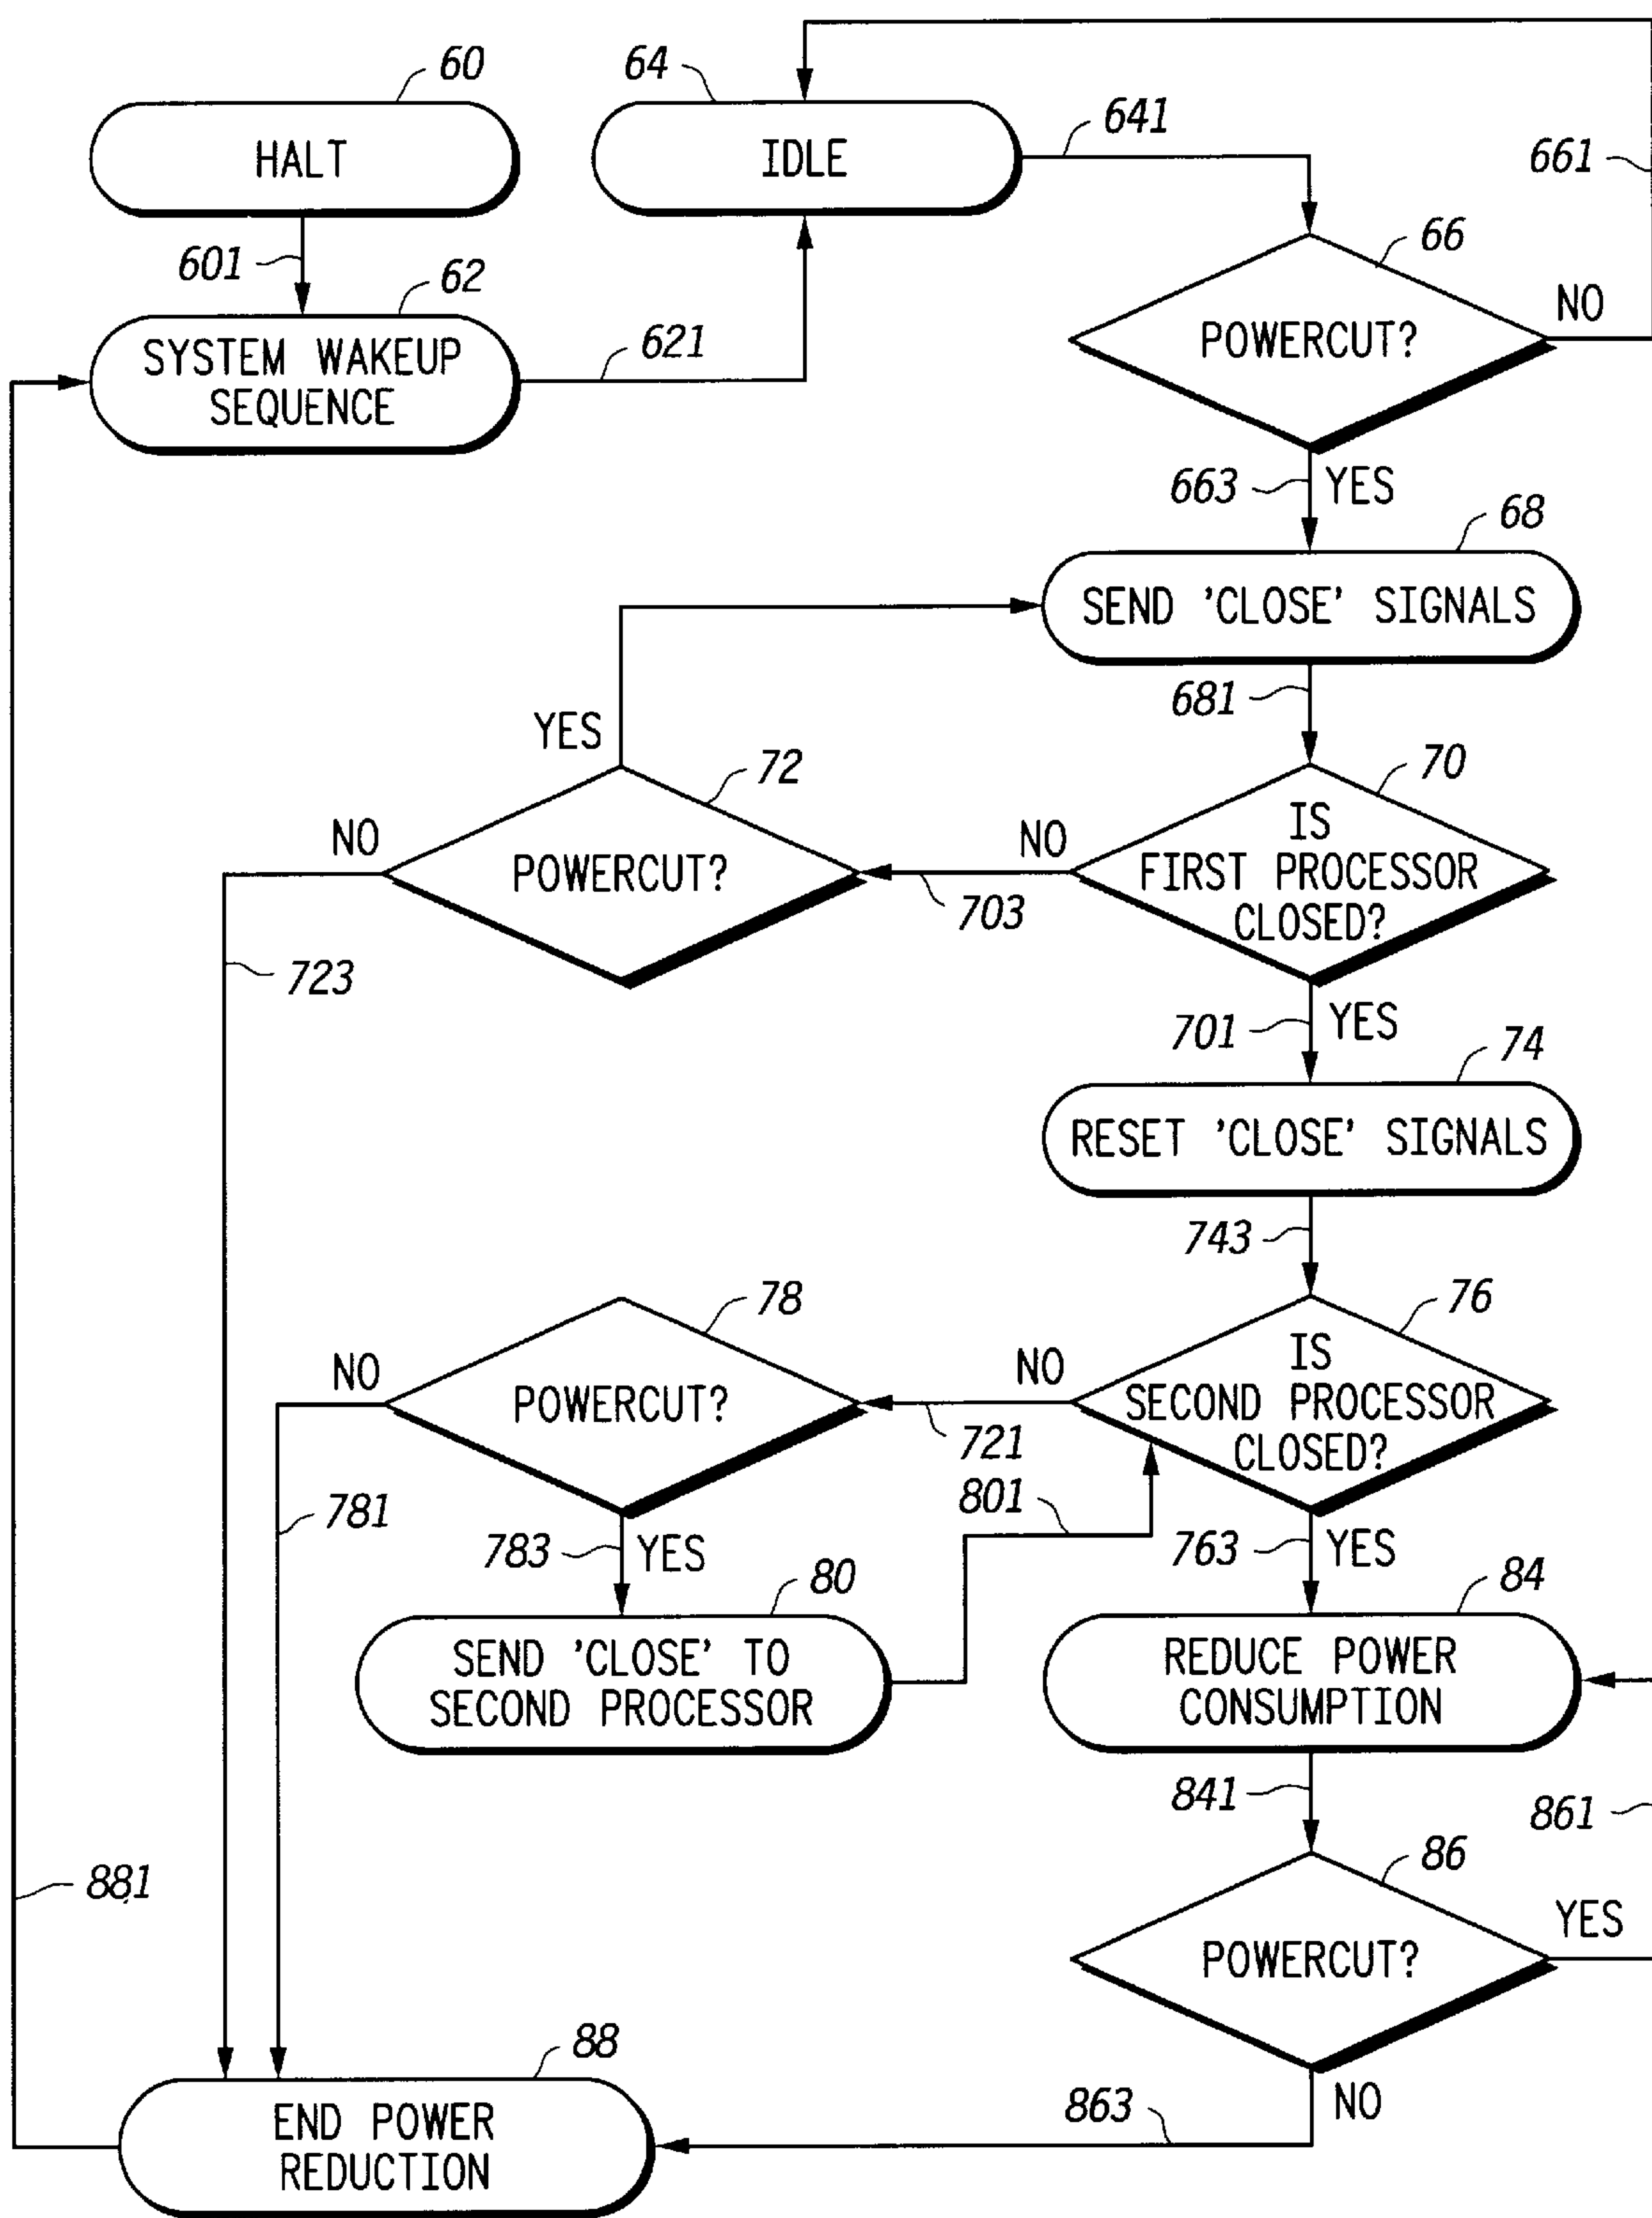 60
HALT
601
62
SYSTEM WAKEUP
SEQUENCE
621
64
IDLE
641
661
66
POWERCUT?
NO
663
YES
68
SEND 'CLOSE' SIGNALS
681
YES
72
POWERCUT?
NO
723
70
IS
FIRST PROCESSOR
CLOSED?
NO
703
701
YES
74
RESET 'CLOSE' SIGNALS
743
76
IS
SECOND PROCESSOR
CLOSED?
NO
721
801
78
POWERCUT?
NO
781
783
YES
80
SEND 'CLOSE' TO
SECOND PROCESSOR
763
YES
84
REDUCE POWER
CONSUMPTION
841
861
86
POWERCUT?
YES
NO
863
881
88
END POWER
REDUCTION